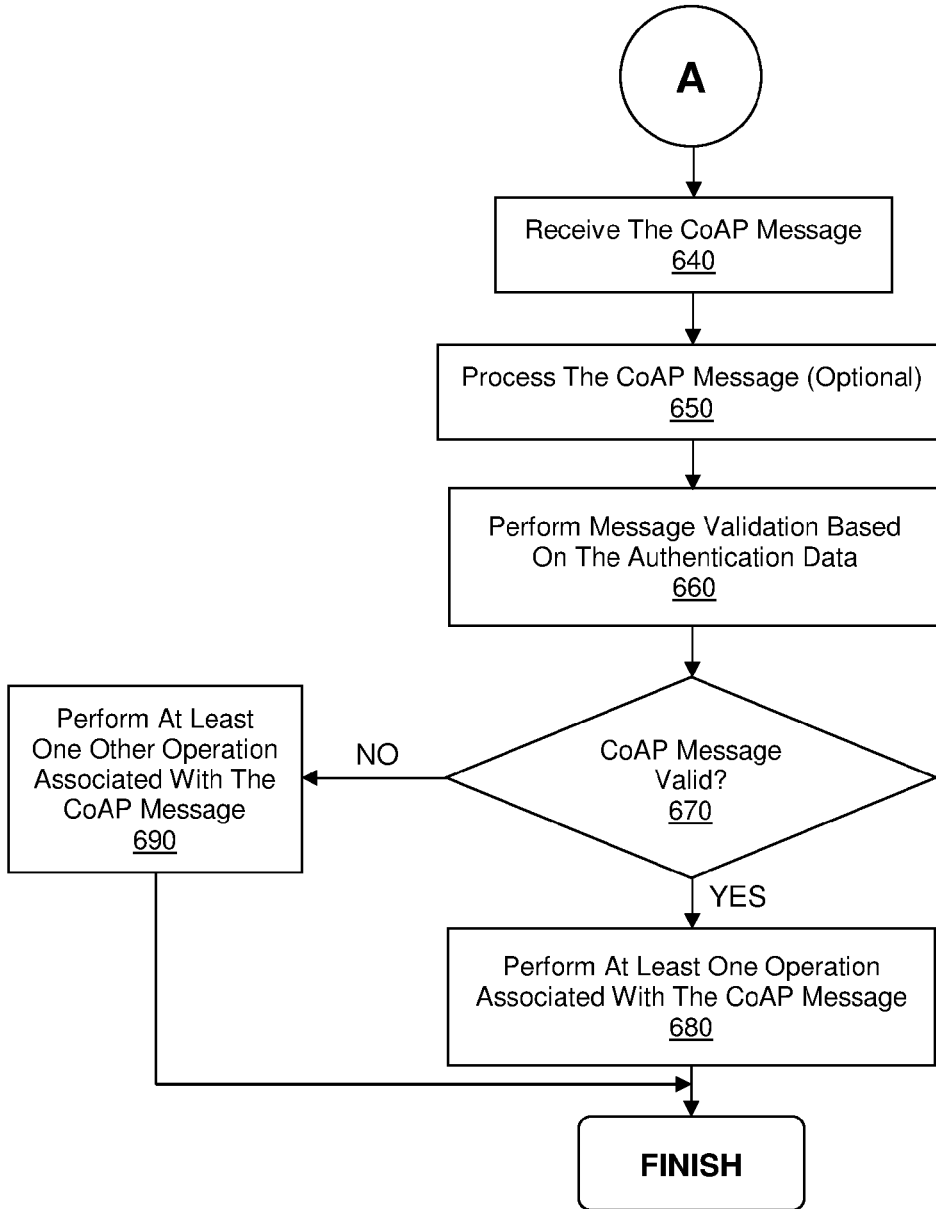 A
Receive The CoAP Message
640
Process The CoAP Message (Optional)
650
Perform Message Validation Based
On The Authentication Data
660
CoAP Message
Valid?
670
NO
Perform At Least
One Other Operation
Associated With The
CoAP Message
690
YES
Perform At Least One Operation
Associated With The CoAP Message
680
FINISH